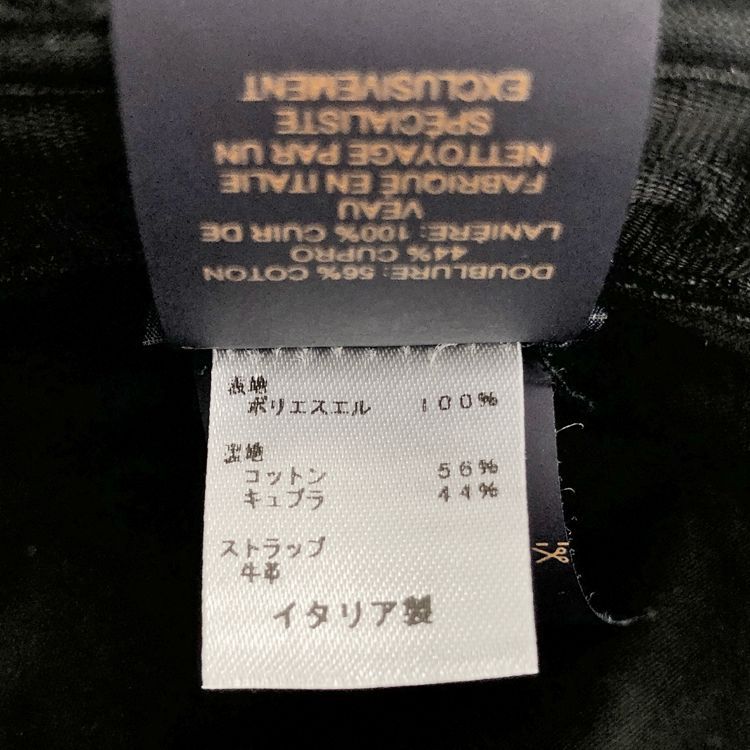 DOUBLURE: 56% COTON
44% CUPRO
LANIÈRE: 100% CUIR DE
VEAU
FABRIQUE EN ITALIE
NETTOYAGE PAR UN
SPÉCIALISTE
EXCLUSIVEMENT
表地
ポリエスエル 100%
裏地
コットン 56%
キュプラ 44%
ストラップ
牛革
イタリア製